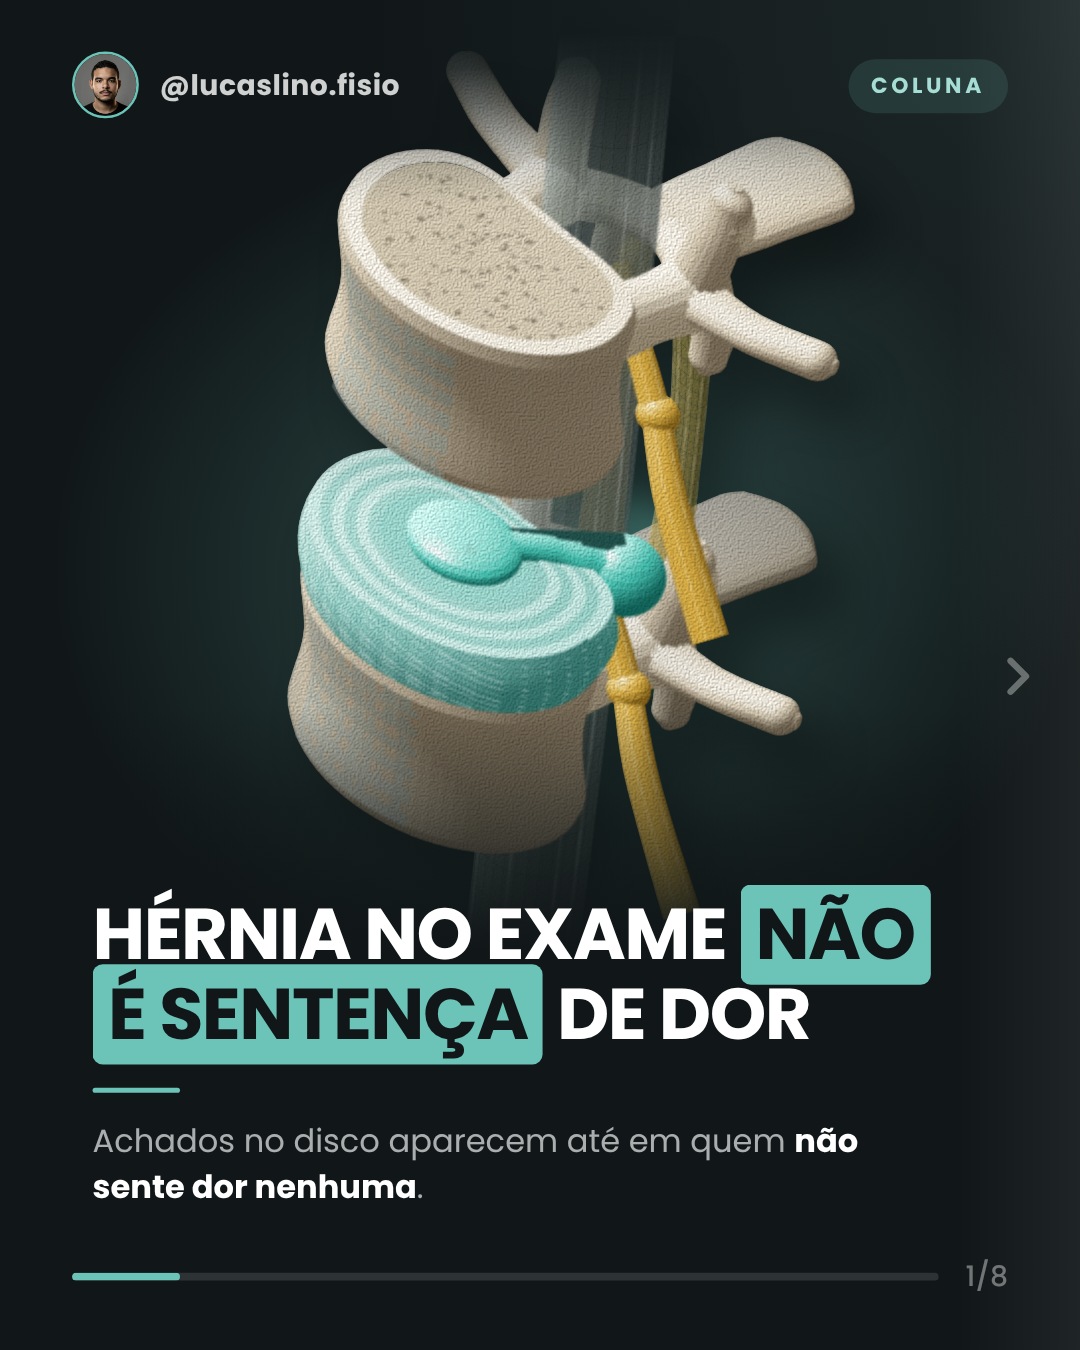 @lucaslino.fisio
COLUNA
HÉRNIA NO EXAME NÃO
É SENTENÇA DE DOR
Achados no disco aparecem até em quem não
sente dor nenhuma.
1/8